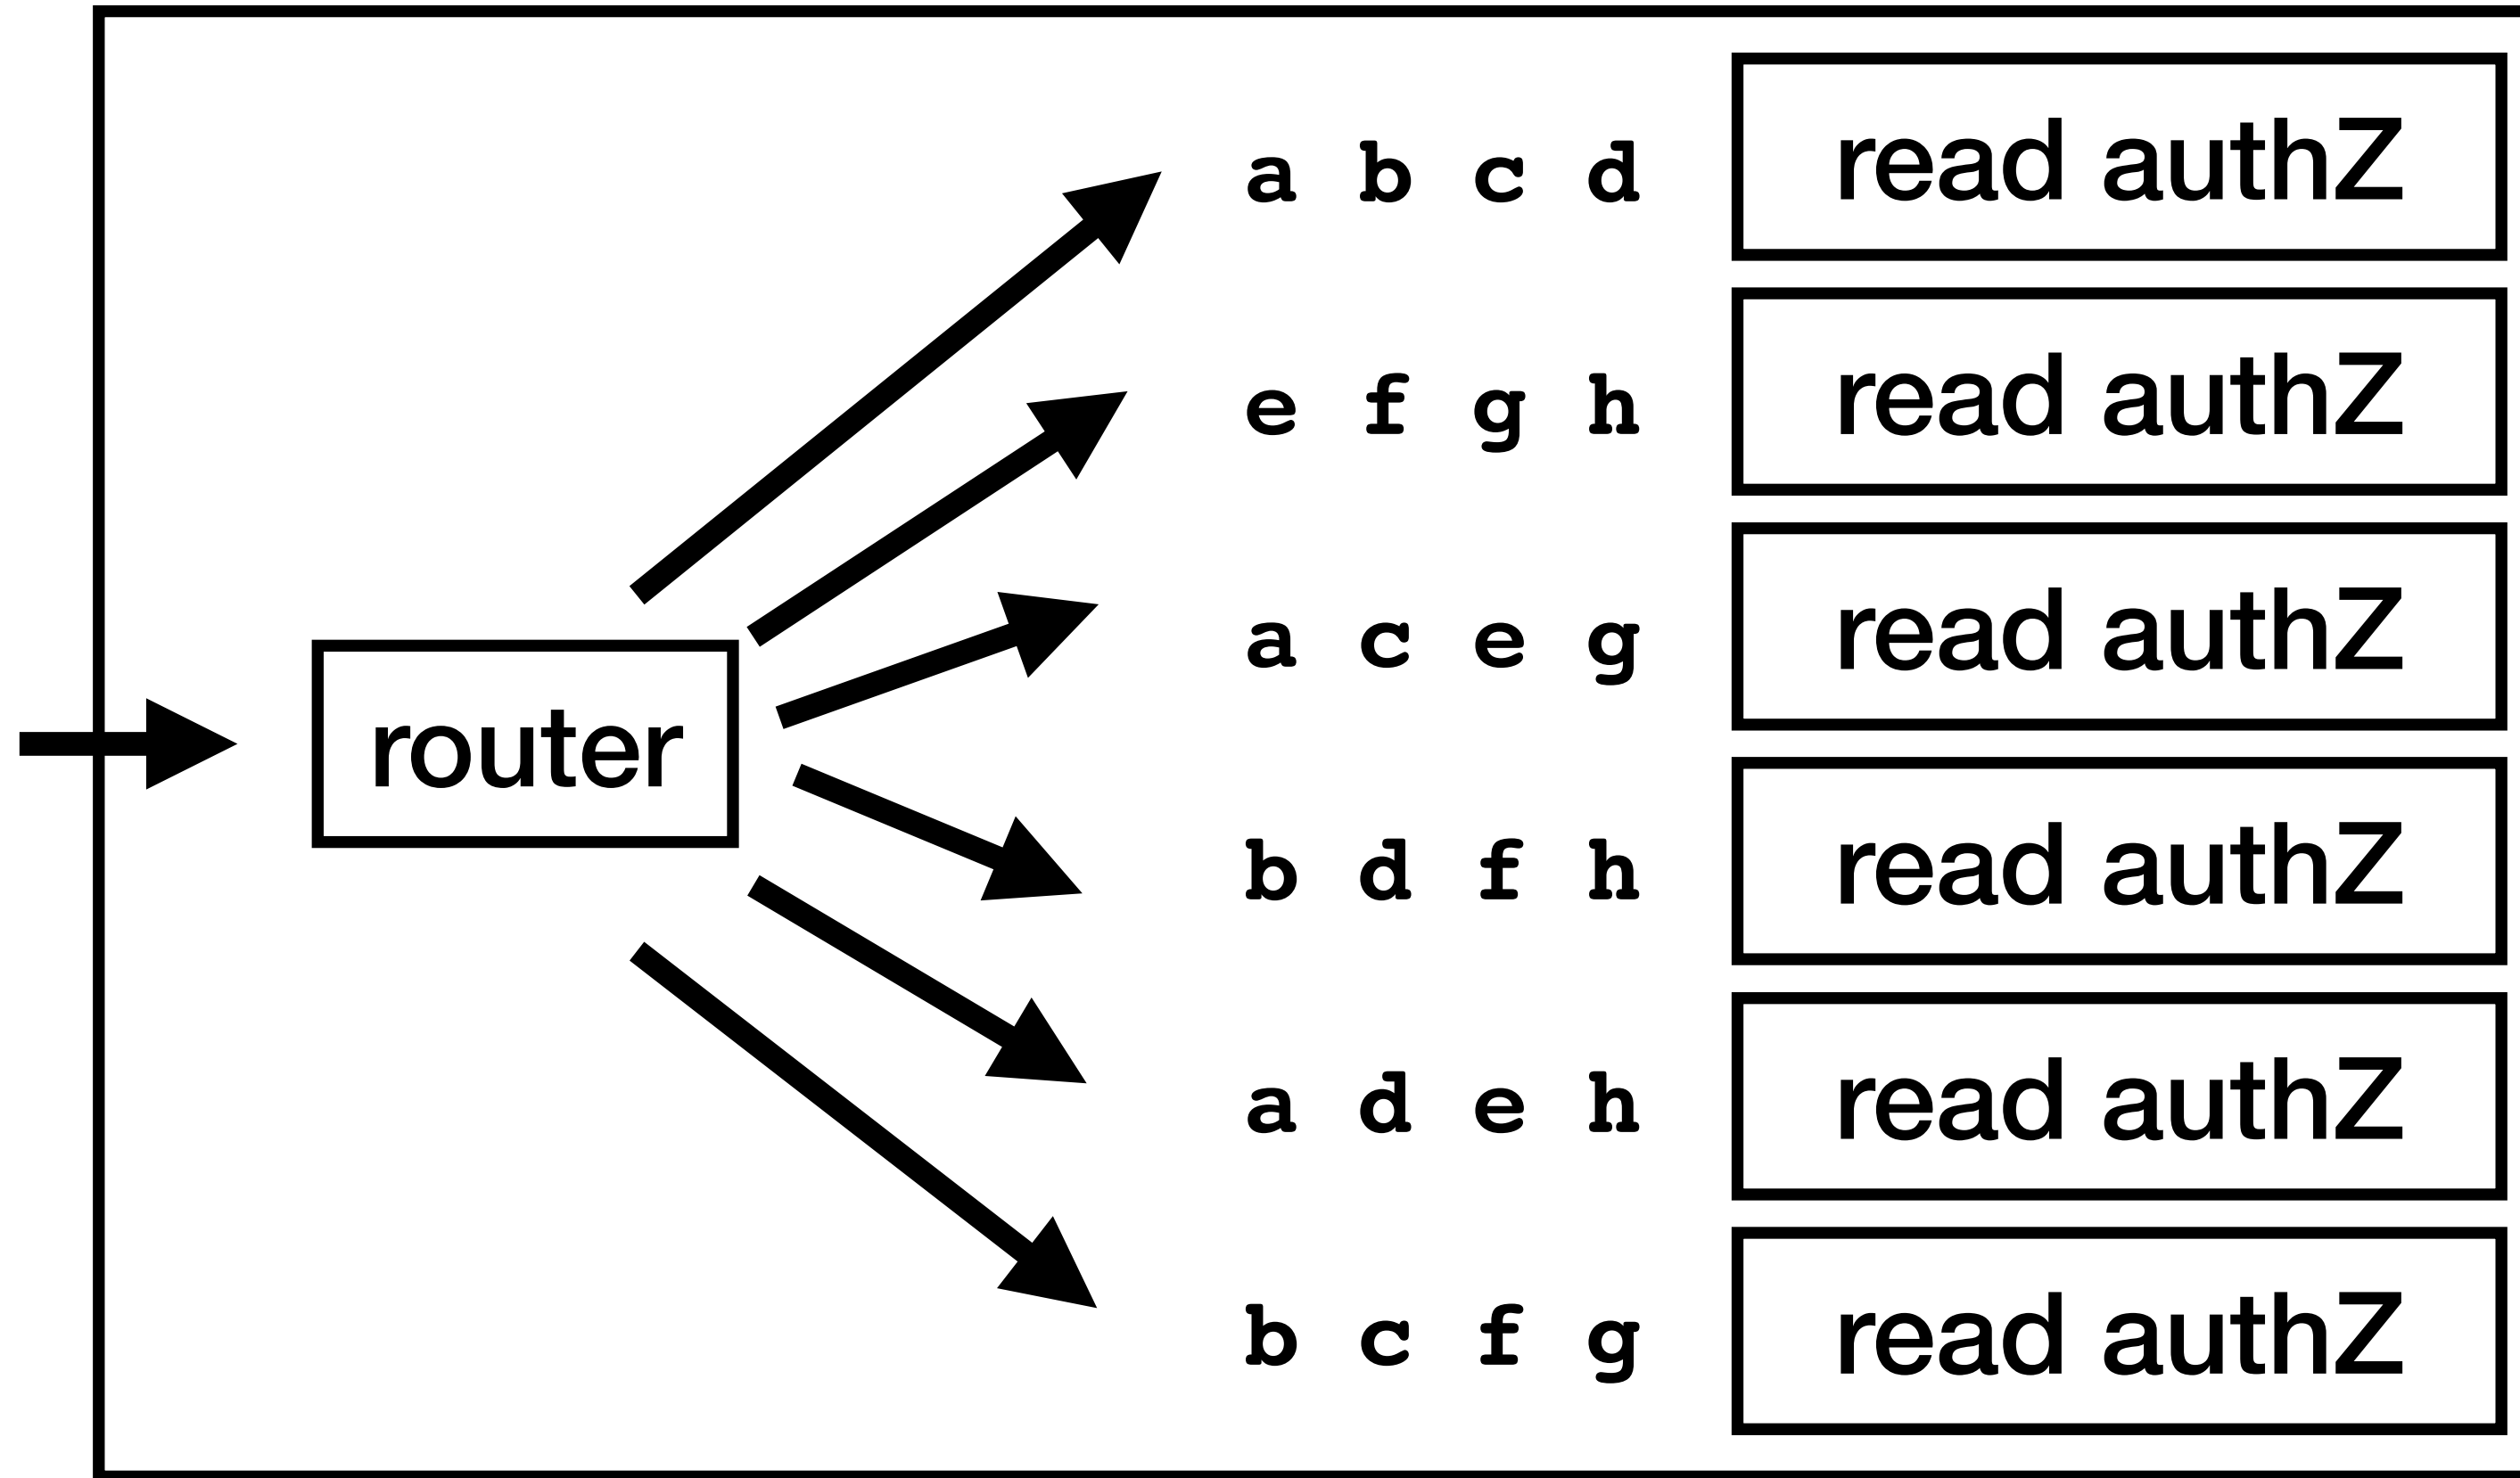 a b c d read authZ
e f g h read authZ
a c e g read authZ
router
b d f h read authZ
a d e h read authZ
b c f g read authZ